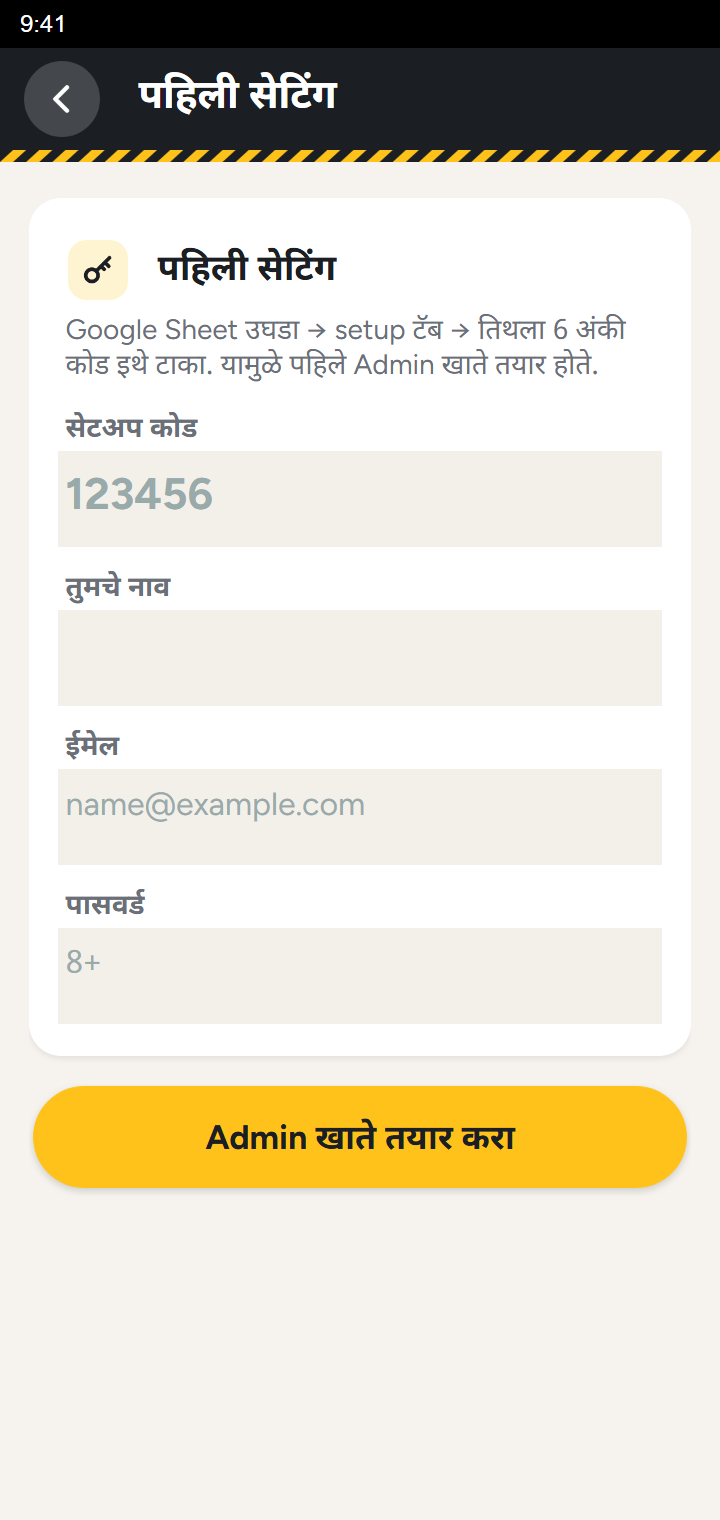 9:41
पहिली सेटिंग
पहिली सेटिंग
Google Sheet उघडा → setup टॅब → तिथला 6 अंकी
कोड इथे टाका. यामुळे पहिले Admin खाते तयार होते.
सेटअप कोड
123456
तुमचे नाव
ईमेल
name@example.com
पासवर्ड
8+
Admin खाते तयार करा